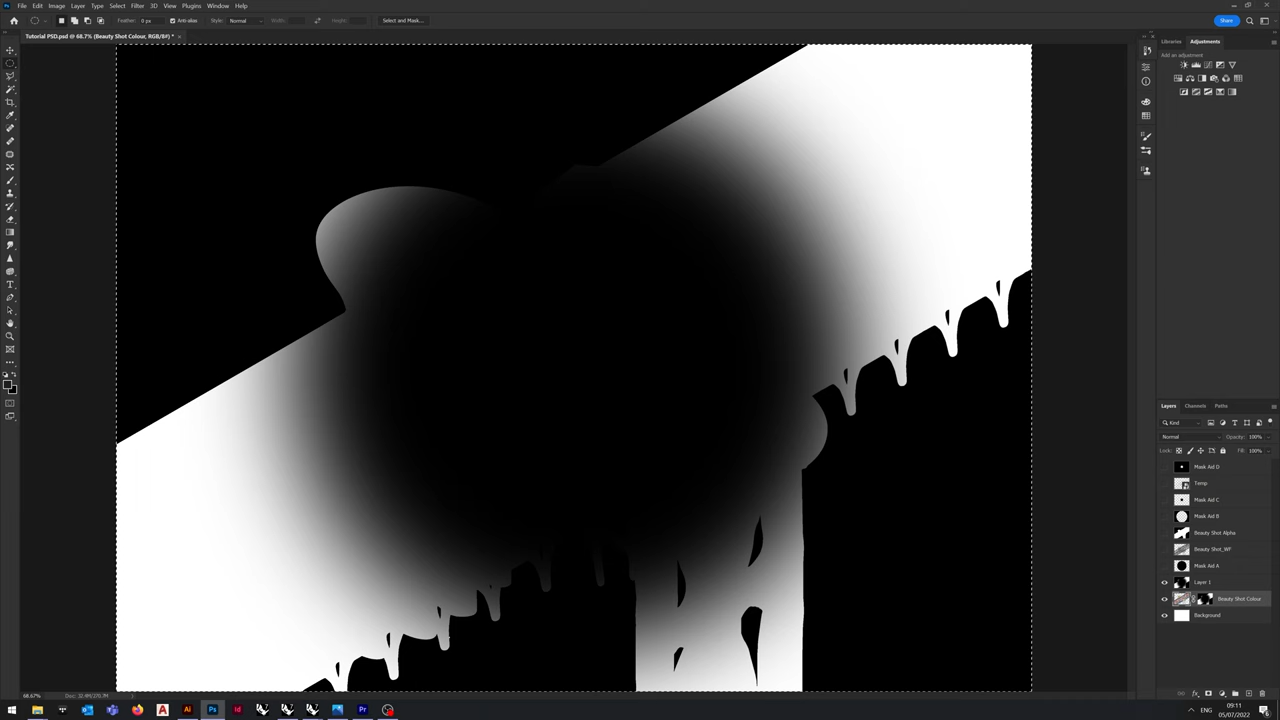 File Edit Image Layer Type Select Filter 3D View Plugins Window Help
Feather: 0 px Anti-alias Style: Normal Width: Height: Select and Mask... Share
Tutorial PSD.psd @ 68.7% (Beauty Shot Colour, RGB/8#) * ×
Libraries Adjustments
Add an adjustment
Layers Channels Paths
Kind
Normal Opacity: 100%
Lock: Fill: 100%
Mask Aid D
Temp
Mask Aid C
Mask Aid B
Beauty Shot Alpha
Beauty Shot_WF
Mask Aid A
Layer 1
Beauty Shot Colour
Background
68.67% Doc: 32.9M/270.7M
ENG 09:11
05/07/2022